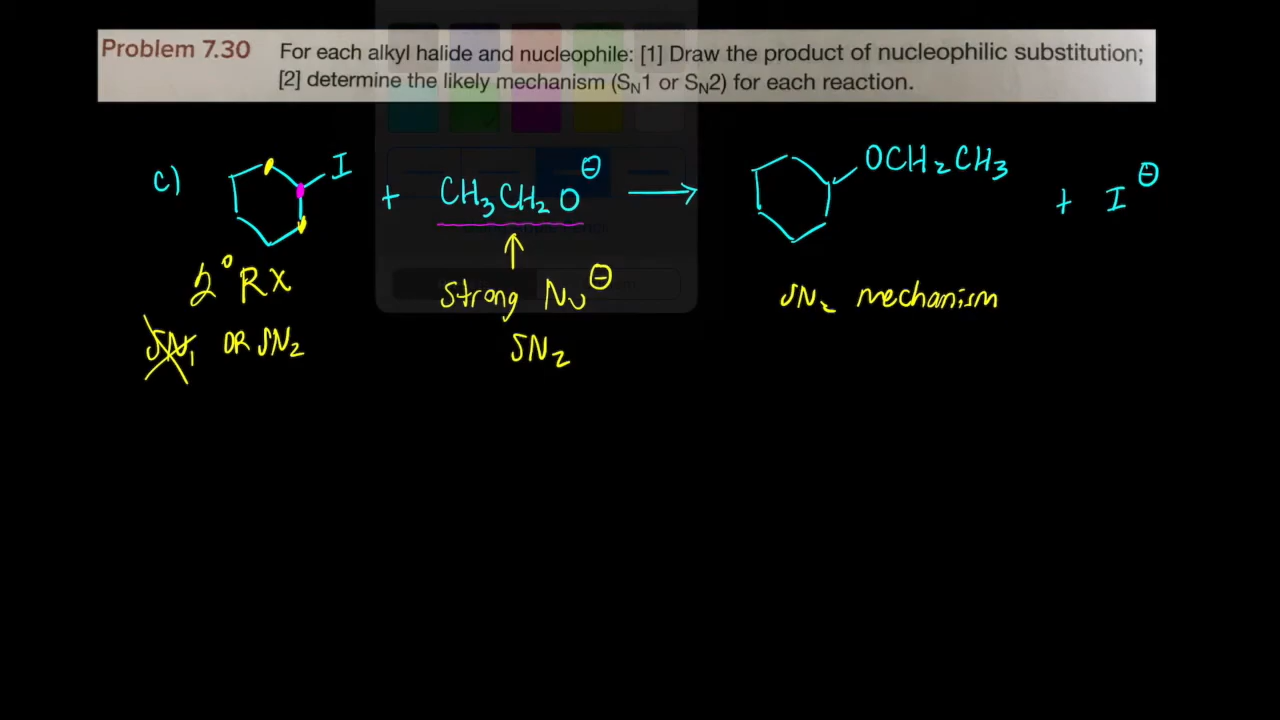 Problem 7.30 For each alkyl halide and nucleophile: [1] Draw the product of nucleophilic substitution;
[2] determine the likely mechanism (SN1 or SN2) for each reaction.
c) I + CH3CH2O⊖ → OCH2CH3 + I⊖
2° RX
SN1 OR SN2
Strong Nu⊖
SN2
SN2 mechanism